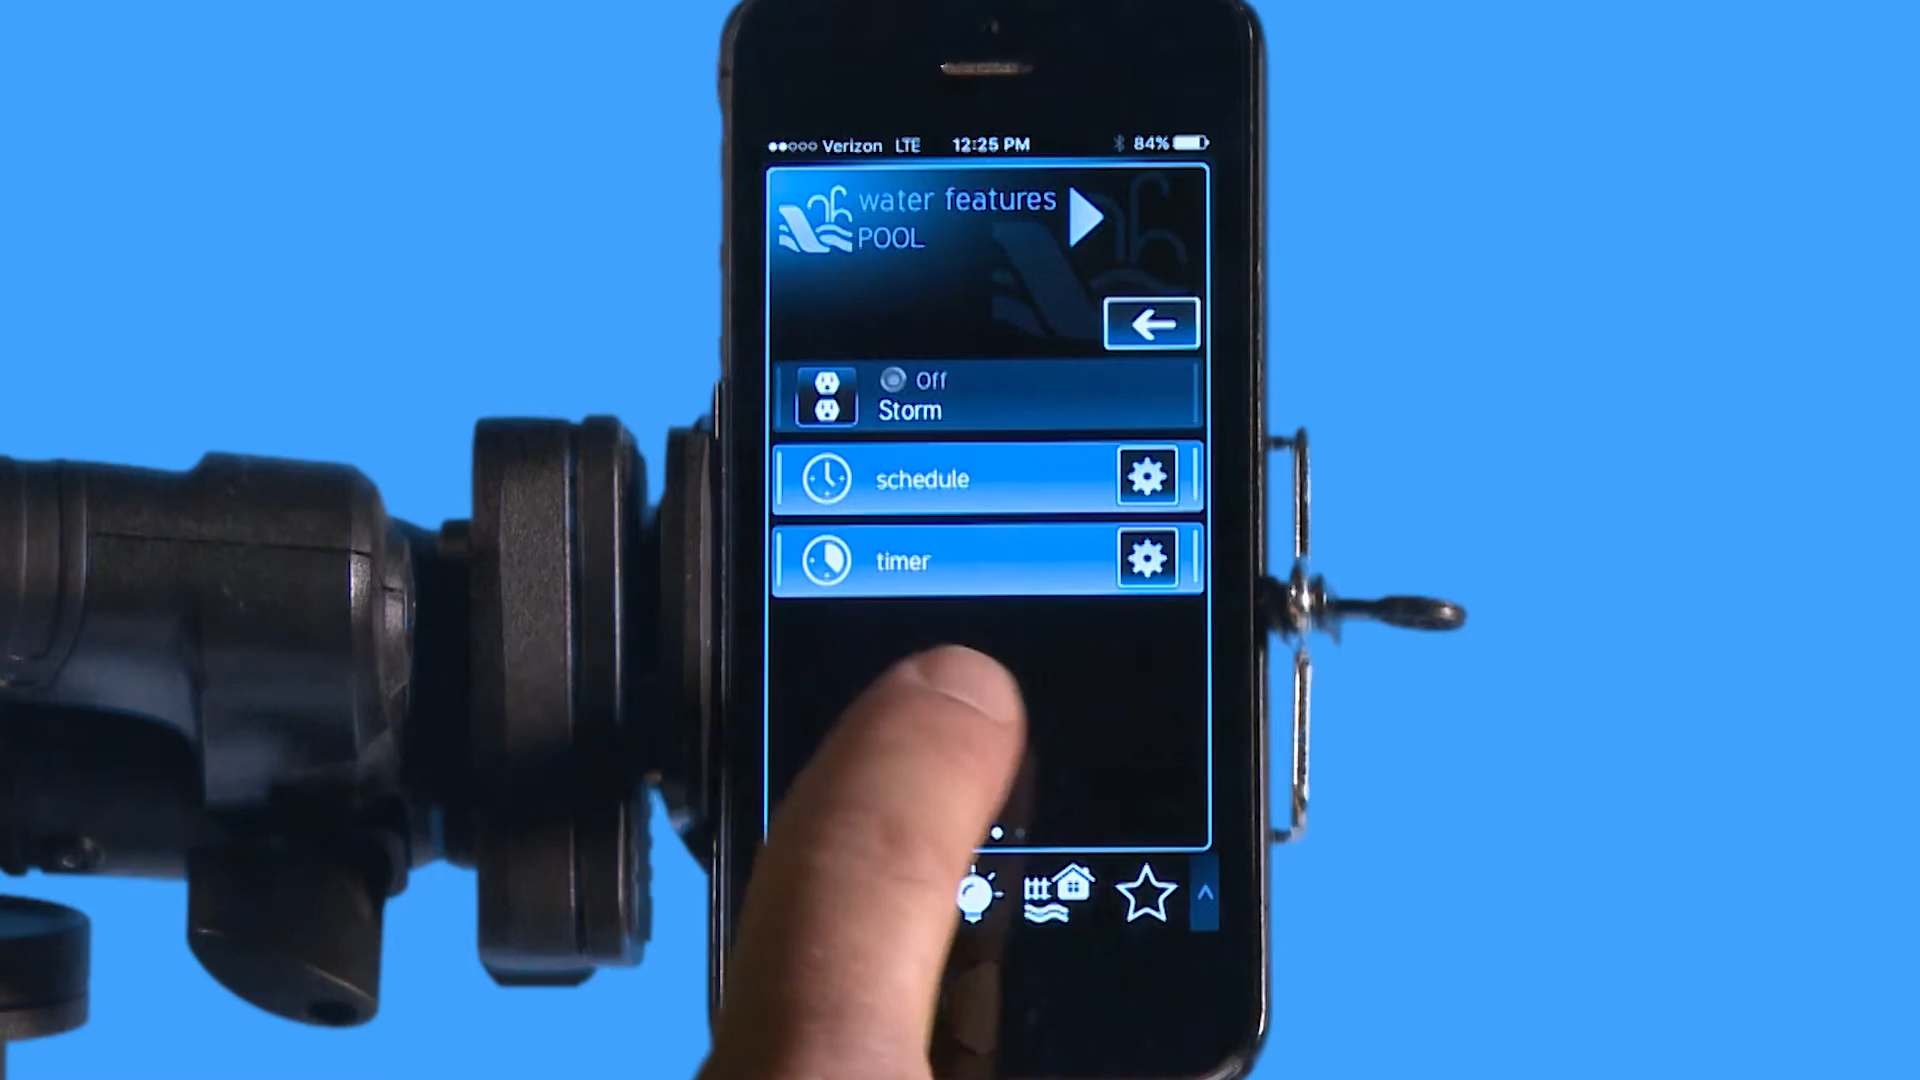 Verizon LTE 12:25 PM 84%
water features
POOL
Off
Storm
schedule
timer